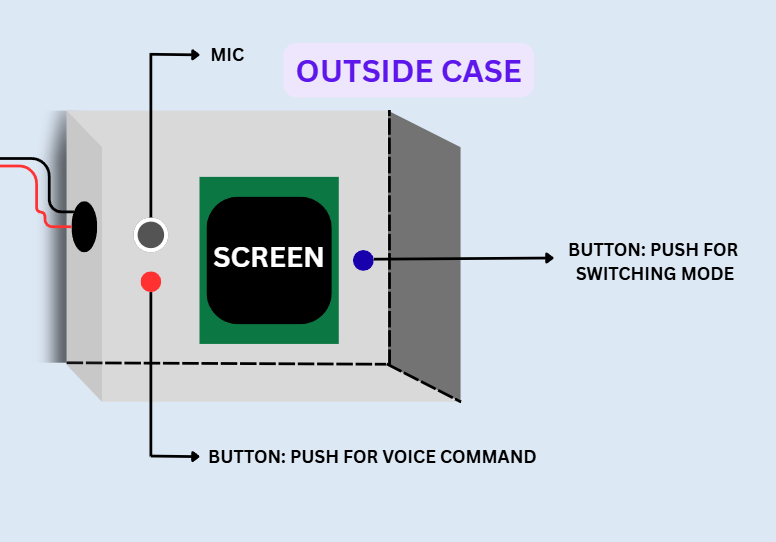 MIC
OUTSIDE CASE
SCREEN
BUTTON: PUSH FOR
SWITCHING MODE
BUTTON: PUSH FOR VOICE COMMAND